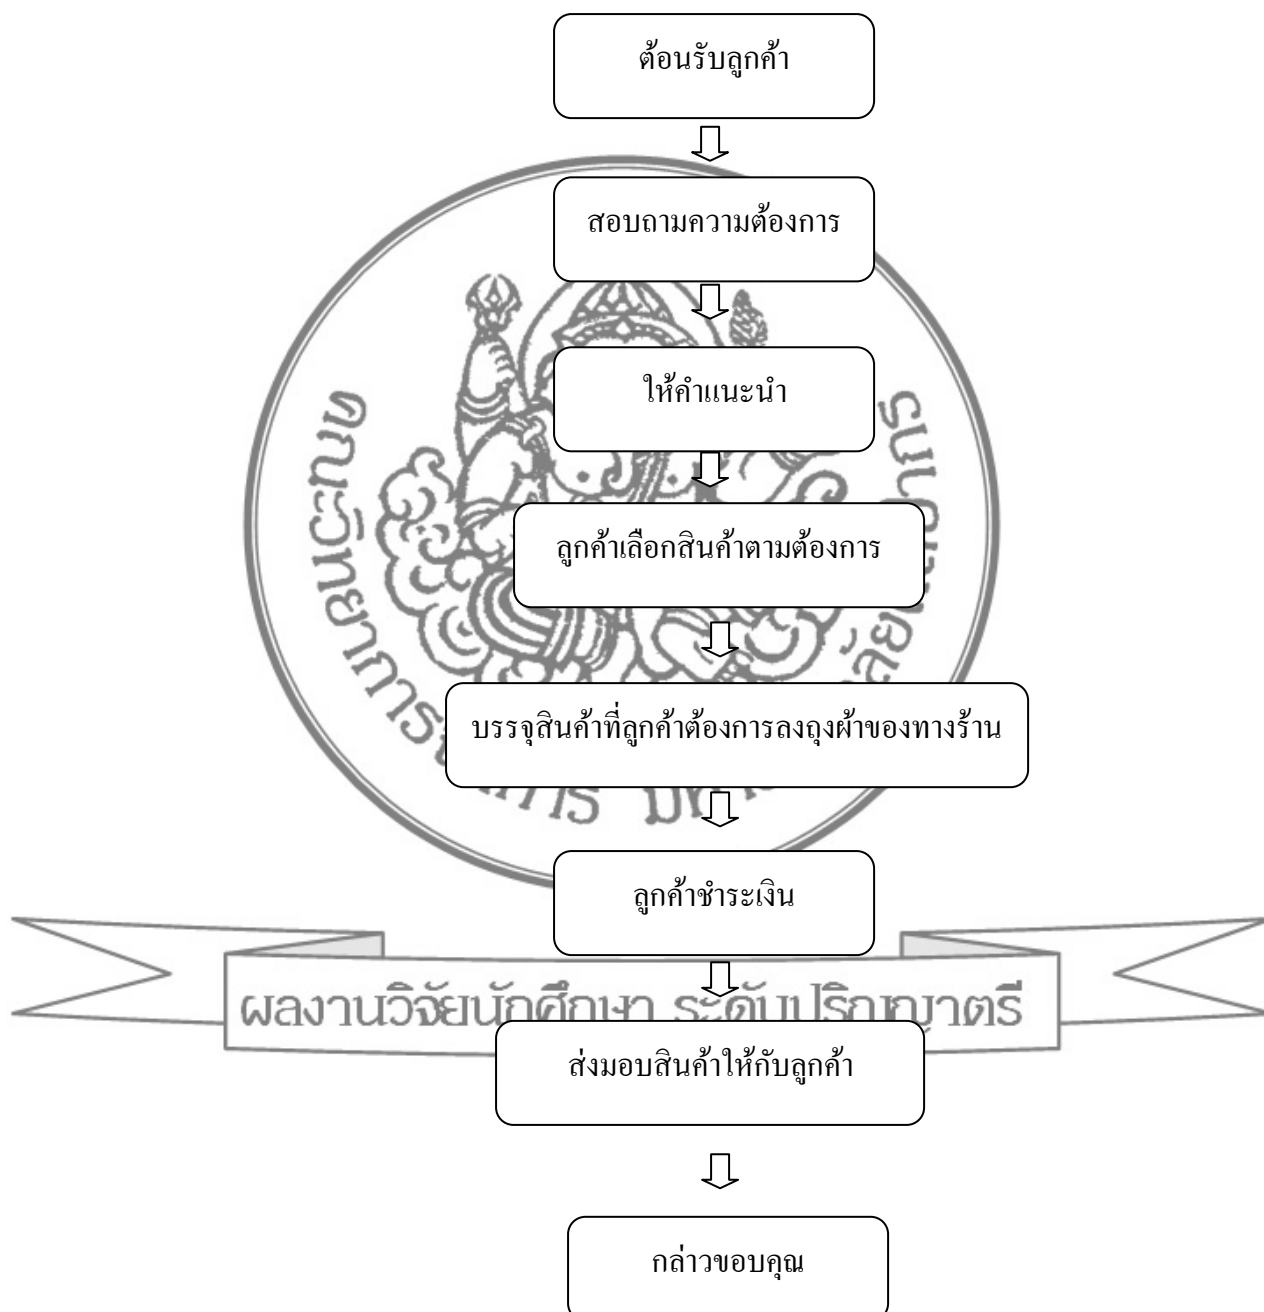 ต้อนรับลูกค้า
สอบถามความต้องการ
ให้คำแนะนำ
ลูกค้าเลือกสินค้าตามต้องการ
บรรจุสินค้าที่ลูกค้าต้องการลงถุงผ้าของทางร้าน
ลูกค้าชำระเงิน
ผลงานวิจัยนักศึกษา ระดับปริญญาตรี
ส่งมอบสินค้าให้กับลูกค้า
กล่าวขอบคุณ